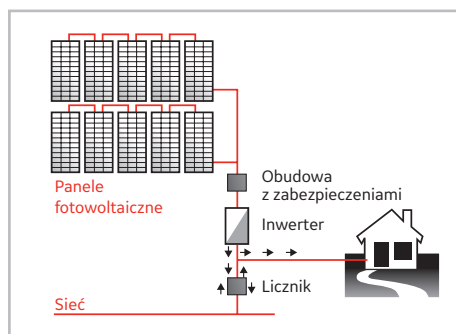 Panele
fotowoltaiczne
Obudowa
z zabezpieczeniami
Inwerter
Licznik
Sieć